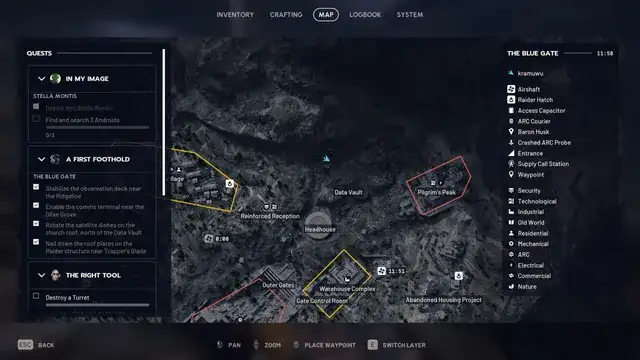 INVENTORY
CRAFTING
MAP
LOGBOOK
SYSTEM
QUESTS
IN MY IMAGE
STELLA MONTIS
Find and search 3 Androids
0/3
A FIRST FOOTHOLD
THE BLUE GATE
Stabilize the observation deck near
the Ridgeline
Enable the comms terminal near the
Olive Grove
Rotate the satellite dishes on the
church roof, north of the Data Vault
Nail down the roof plates on the
Raider structure near Trapper's Glade
THE RIGHT TOOL
Destroy a Turret
llage
Reinforced Reception
Data Vault
Pilgrim's Peak
Headhouse
0:00
Outer Gates
11:51
Warehouse Complex
Gate Control Room
Abandoned Housing Project
THE BLUE GATE
11:50
kramuwu
Airshaft
Raider Hatch
Access Capacitor
ARC Courier
Baron Husk
Crashed ARC Probe
Entrance
Supply Call Station
Waypoint
Security
Technological
Industrial
Old World
Residential
Mechanical
ARC
Electrical
Commercial
Nature
ESC BACK
PAN
ZOOM
PLACE WAYPOINT
E SWITCH LAYER